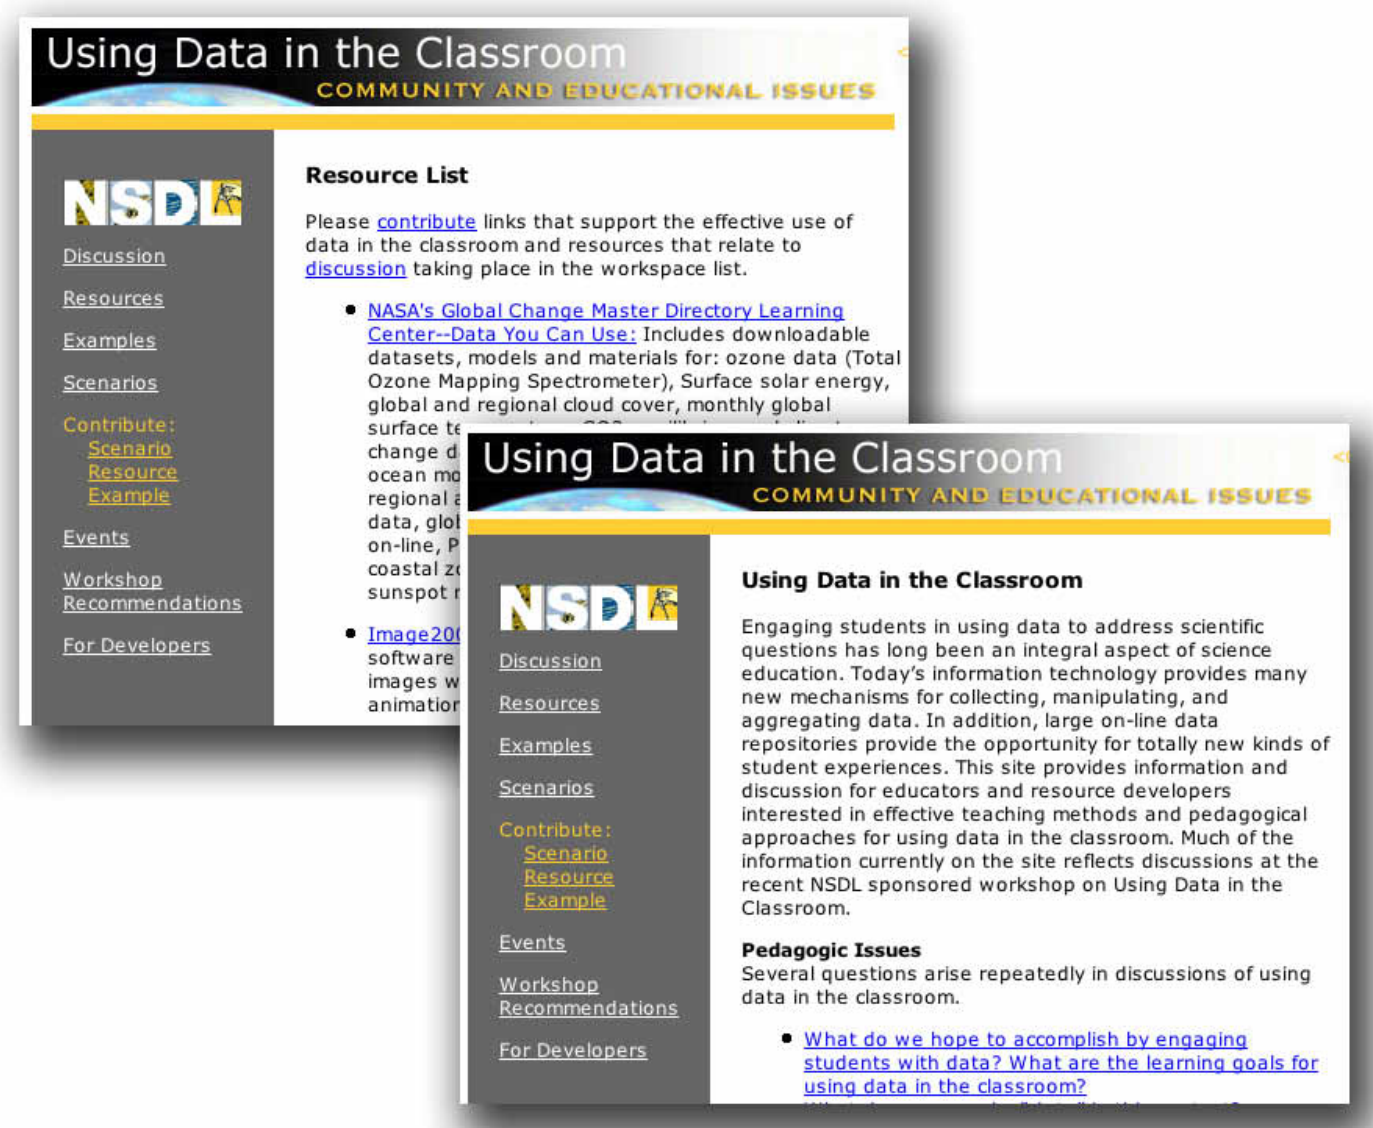 Using Data in the Classroom
COMMUNITY AND EDUCATIONAL ISSUES
NSDL
Discussion
Resources
Examples
Scenarios
Contribute:
Scenario
Resource
Example
Events
Workshop
Recommendations
For Developers
Resource List
Please contribute links that support the effective use of
data in the classroom and resources that relate to
discussion taking place in the workspace list.
NASA's Global Change Master Directory Learning
Center--Data You Can Use: Includes downloadable
datasets, models and materials for: ozone data (Total
Ozone Mapping Spectrometer), Surface solar energy,
global and regional cloud cover, monthly global
surface
change
ocean
regional
data,
on-line,
coastal
sunspot
software
images
Using Data in the Classroom
COMMUNITY AND EDUCATIONAL ISSUES
NSDL
Discussion
Resources
Examples
Scenarios
Contribute:
Scenario
Resource
Example
Events
Workshop
Recommendations
For Developers
Using Data in the Classroom
Engaging students in using data to address scientific
questions has long been an integral aspect of science
education. Today's information technology provides many
new mechanisms for collecting, manipulating, and
aggregating data. In addition, large on-line data
repositories provide the opportunity for totally new kinds of
student experiences. This site provides information and
discussion for educators and resource developers
interested in effective teaching methods and pedagogical
approaches for using data in the classroom. Much of the
information currently on the site reflects discussions at the
recent NSDL sponsored workshop on Using Data in the
Classroom.
Pedagogic Issues
Several questions arise repeatedly in discussions of using
data in the classroom.
What do we hope to accomplish by engaging
students with data? What are the learning goals for
using data in the classroom?